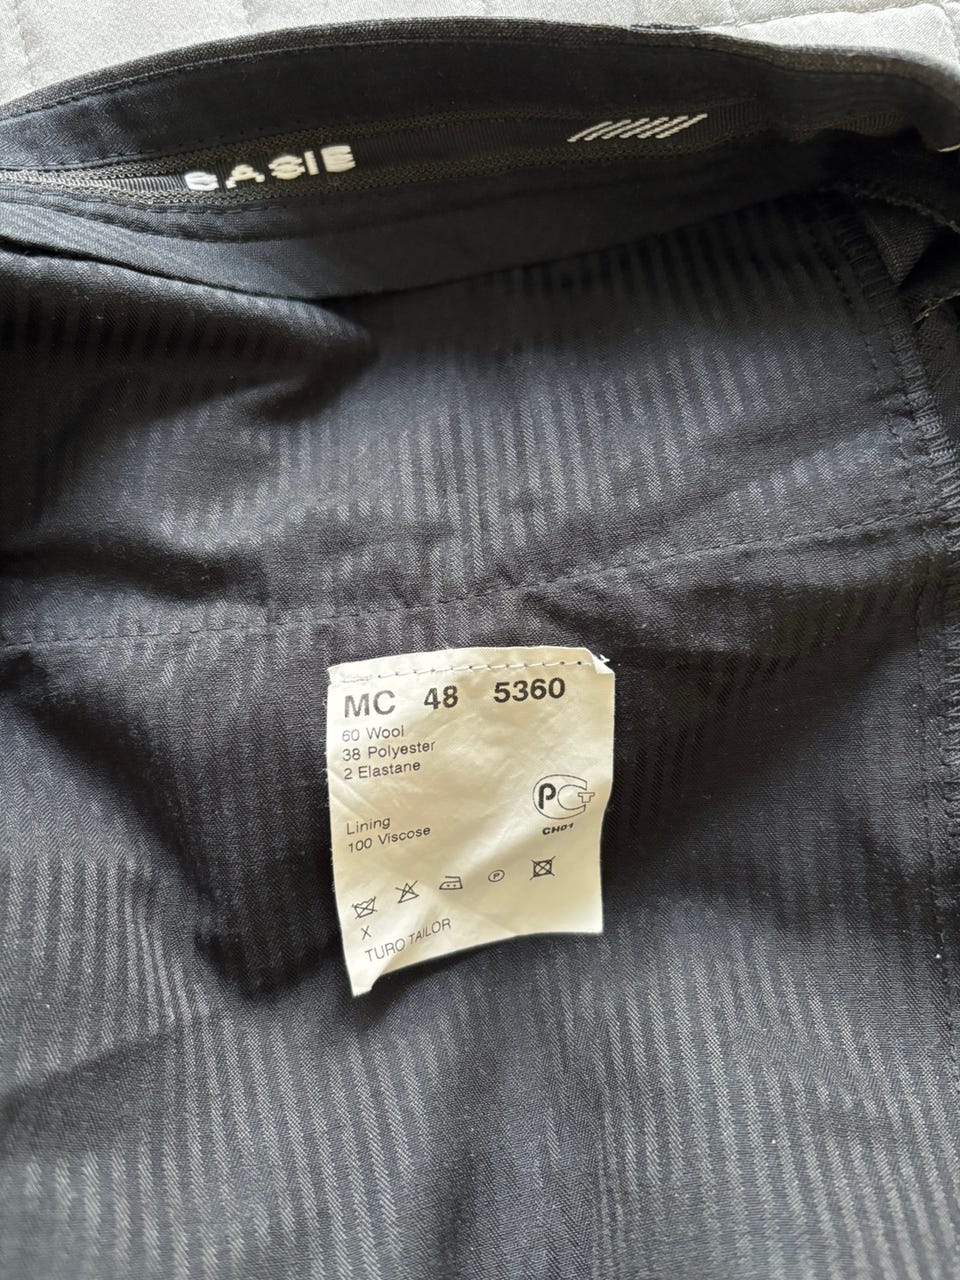 BASIE
MC 48 5360
60 Wool
38 Polyester
2 Elastane
PCT
CH01
Lining
100 Viscose
P
X
TURO TAILOR